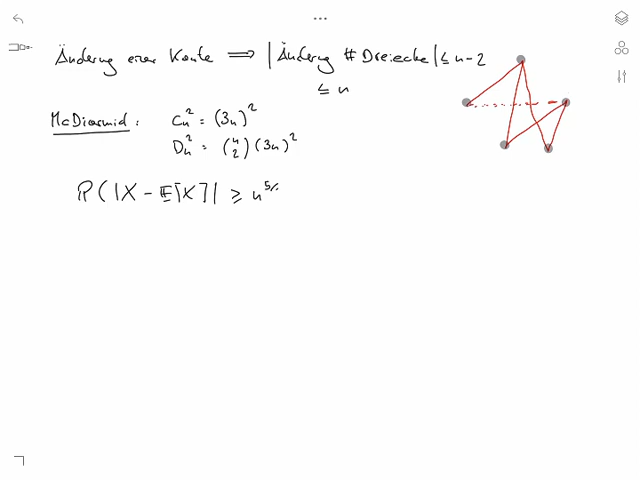 Änderung einer Kante ⟹ | Änderung # Dreiecke | ≤ n - 2
≤ n
McDiarmid: Cₙ² = (3n)²
Dₙ² = (n 2) (3n)²
ℙ( |X - 𝔼[X]| ≥ n^5/